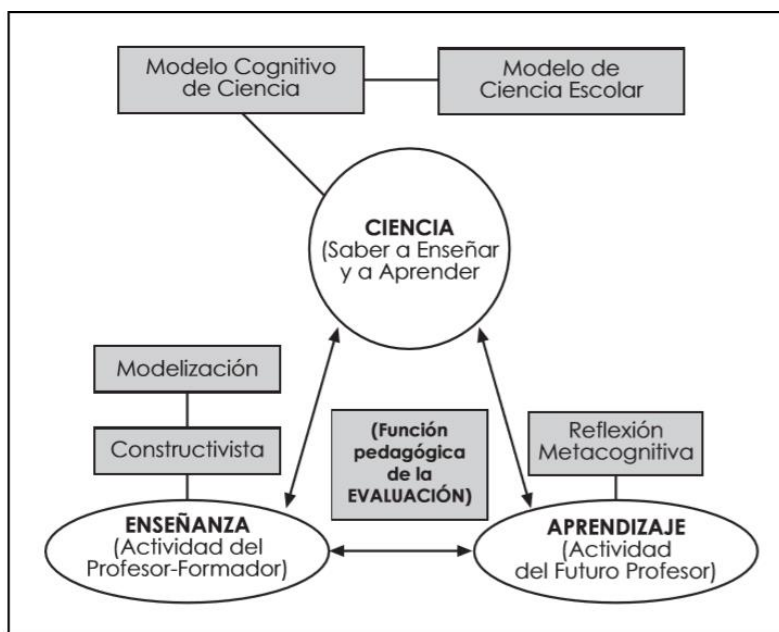 Modelo Cognitivo
de Ciencia
Modelo de
Ciencia Escolar
CIENCIA
(Saber a Enseñar
y a Aprender
Modelización
Constructivista
(Función
pedagógica
de la
EVALUACIÓN)
Reflexión
Metacognitiva
ENSEÑANZA
(Actividad del
Profesor-Formador)
APRENDIZAJE
(Actividad
del Futuro Profesor)